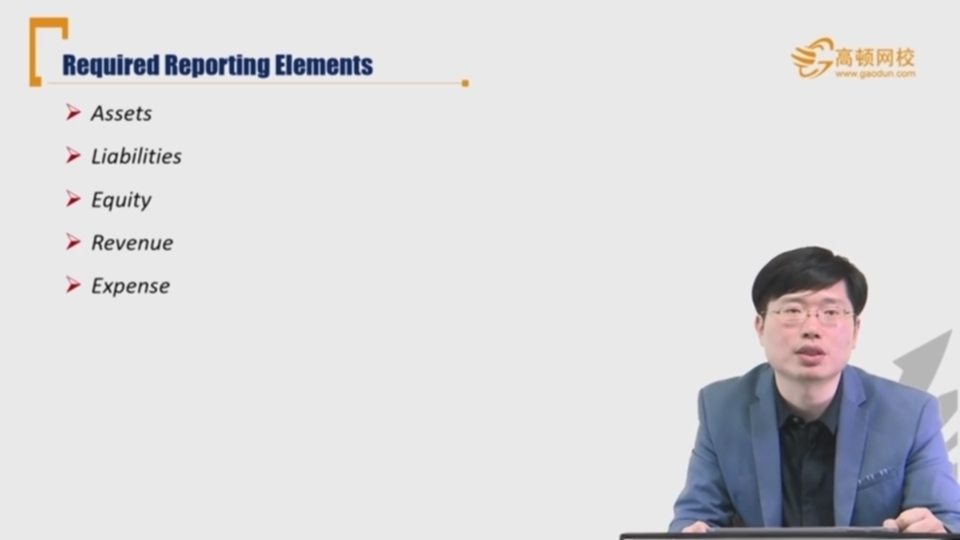 Required Reporting Elements
高顿网校
www.gaodun.com
Assets
Liabilities
Equity
Revenue
Expense